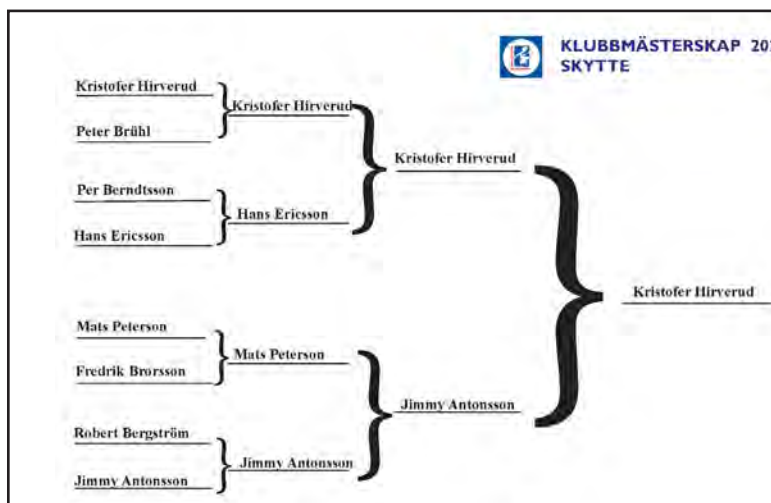 KLUBBMÄSTERSKAP
SKYTTE
Kristofer Hirverud
Peter Brühl
Per Berndtsson
Hans Ericsson
Mats Peterson
Fredrik Brorsson
Robert Bergström
Jimmy Antonsson
Kristofer Hirverud
Hans Ericsson
Mats Peterson
Jimmy Antonsson
Kristofer Hirverud
Jimmy Antonsson
Kristofer Hirverud